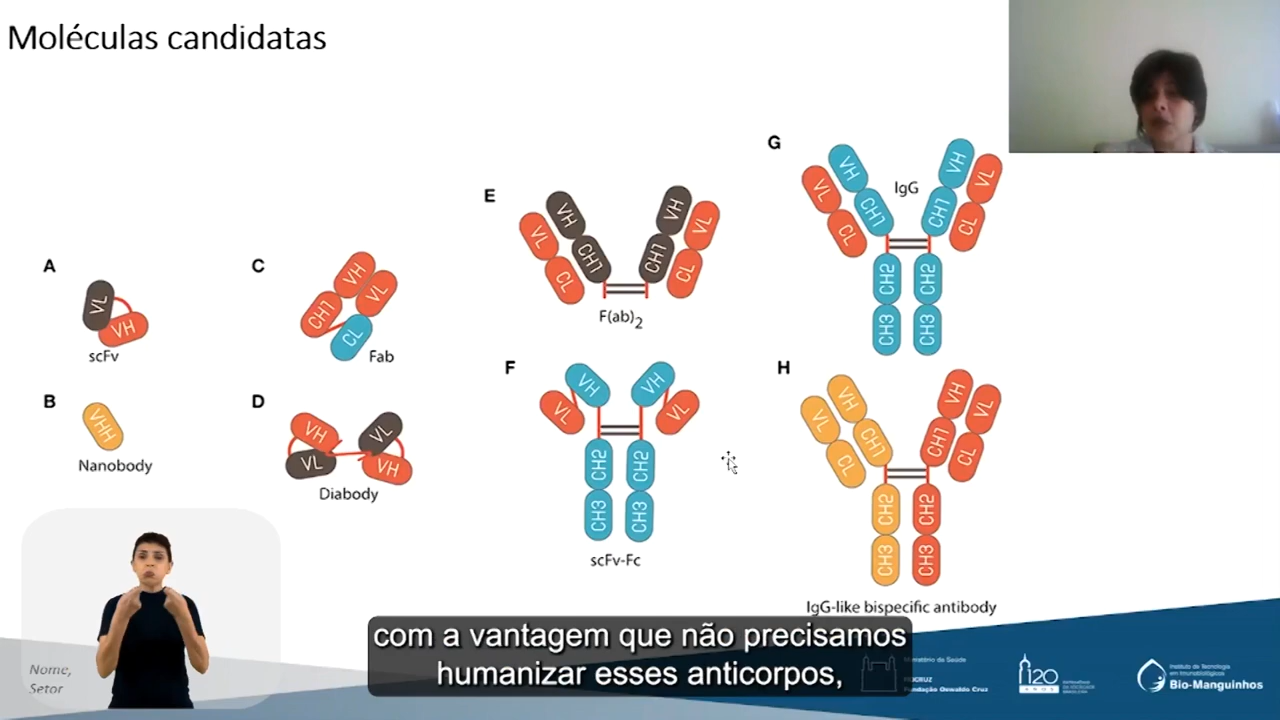 Moléculas candidatas
A
VL
VH
scFv
B
VHH
Nanobody
C
VH
VL
CH1
CL
Fab
D
VH
VL
VL
VH
Diabody
E
VH
VH
VL
VL
CH1
CH1
CL
CL
F(ab)2
F
VH
VH
VL
VL
CH2
CH2
CH3
CH3
scFv-Fc
G
IgG
VH
VH
VL
VL
CH1
CH1
CL
CL
CH2
CH2
CH3
CH3
H
VH
VH
VL
VL
CH1
CH1
CL
CL
CH2
CH2
CH3
CH3
IgG-like bispecific antibody
com a vantagem que não precisamos
humanizar esses anticorpos,
Nome,
Setor
Ministério da Saúde
FIOCRUZ
Fundação Oswaldo Cruz
120
ANOS
Instituto de Tecnologia
em Imunobiológicos
Bio-Manguinhos